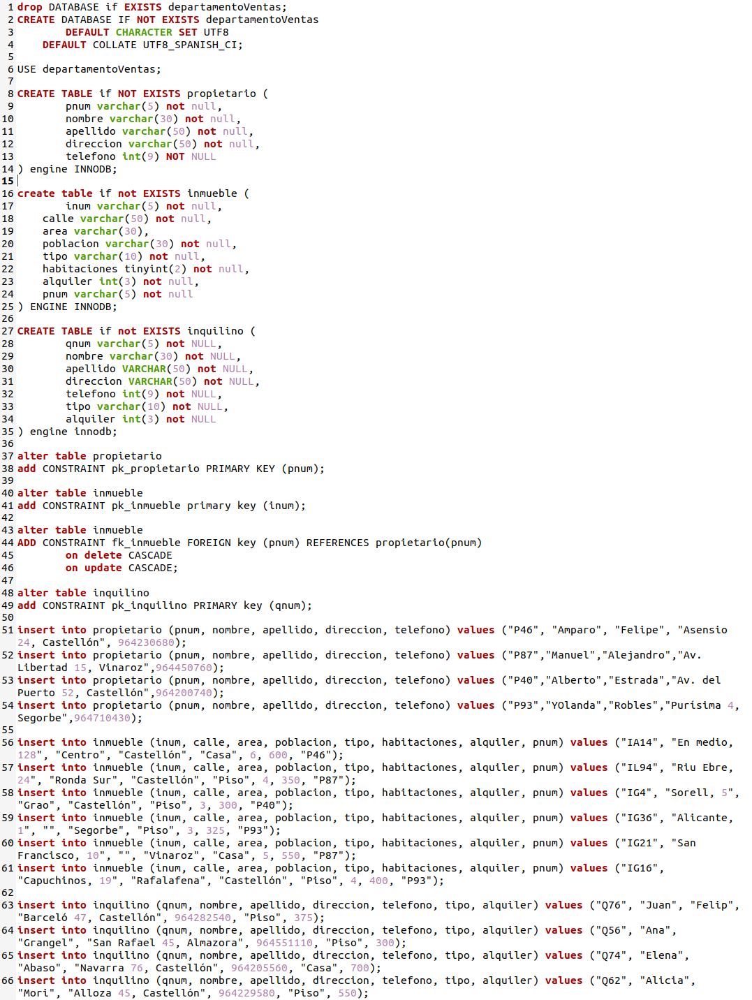 1 drop DATABASE if EXISTS departamentoVentas;
2 CREATE DATABASE IF NOT EXISTS departamentoVentas
3 DEFAULT CHARACTER SET UTF8
4 DEFAULT COLLATE UTF8_SPANISH_CI;
5
6 USE departamentoVentas;
7
8 CREATE TABLE if NOT EXISTS propietario (
9 pnum varchar(5) not null,
10 nombre varchar(30) not null,
11 apellido varchar(50) not null,
12 direccion varchar(50) not null,
13 telefono int(9) NOT NULL
14 ) engine INNODB;
15
16 create table if not EXISTS inmueble (
17 inum varchar(5) not null,
18 calle varchar(50) not null,
19 area varchar(30),
20 poblacion varchar(30) not null,
21 tipo varchar(10) not null,
22 habitaciones tinyint(2) not null,
23 alquiler int(3) not null,
24 pnum varchar(5) not null
25 ) ENGINE INNODB;
26
27 CREATE TABLE if not EXISTS inquilino (
28 qnum varchar(5) not NULL,
29 nombre varchar(30) not NULL,
30 apellido VARCHAR(50) not NULL,
31 direccion VARCHAR(50) not NULL,
32 telefono int(9) not NULL,
33 tipo varchar(10) not NULL,
34 alquiler int(3) not NULL
35 ) engine innodb;
36
37 alter table propietario
38 add CONSTRAINT pk_propietario PRIMARY KEY (pnum);
39
40 alter table inmueble
41 add CONSTRAINT pk_inmueble primary key (inum);
42
43 alter table inmueble
44 ADD CONSTRAINT fk_inmueble FOREIGN key (pnum) REFERENCES propietario(pnum)
45 on delete CASCADE
46 on update CASCADE;
47
48 alter table inquilino
49 add CONSTRAINT pk_inquilino PRIMARY key (qnum);
50
51 insert into propietario (pnum, nombre, apellido, direccion, telefono) values ("P46", "Amparo", "Felipe", "Asensio
24, Castellón", 964230680);
52 insert into propietario (pnum, nombre, apellido, direccion, telefono) values ("P87","Manuel","Alejandro","Av.
Libertad 15, Vinaroz",964450760);
53 insert into propietario (pnum, nombre, apellido, direccion, telefono) values ("P40","Alberto","Estrada","Av. del
Puerto 52, Castellón",964200740);
54 insert into propietario (pnum, nombre, apellido, direccion, telefono) values ("P93","YOlanda","Robles","Purísima 4,
Segorbe",964710430);
55
56 insert into inmueble (inum, calle, area, poblacion, tipo, habitaciones, alquiler, pnum) values ("IA14", "En medio,
128", "Centro", "Castellón", "Casa", 6, 600, "P46");
57 insert into inmueble (inum, calle, area, poblacion, tipo, habitaciones, alquiler, pnum) values ("IL94", "Riu Ebre,
24", "Ronda Sur", "Castellón", "Piso", 4, 350, "P87");
58 insert into inmueble (inum, calle, area, poblacion, tipo, habitaciones, alquiler, pnum) values ("IG4", "Sorell, 5",
"Grao", "Castellón", "Piso", 3, 300, "P40");
59 insert into inmueble (inum, calle, area, poblacion, tipo, habitaciones, alquiler, pnum) values ("IG36", "Alicante,
1", "", "Segorbe", "Piso", 3, 325, "P93");
60 insert into inmueble (inum, calle, area, poblacion, tipo, habitaciones, alquiler, pnum) values ("IG21", "San
Francisco, 10", "", "Vinaroz", "Casa", 5, 550, "P87");
61 insert into inmueble (inum, calle, area, poblacion, tipo, habitaciones, alquiler, pnum) values ("IG16",
"Capuchinos, 19", "Rafalafena", "Castellón", "Piso", 4, 400, "P93");
62
63 insert into inquilino (qnum, nombre, apellido, direccion, telefono, tipo, alquiler) values ("Q76", "Juan", "Felip",
"Barceló 47, Castellón", 964282540, "Piso", 375);
64 insert into inquilino (qnum, nombre, apellido, direccion, telefono, tipo, alquiler) values ("Q56", "Ana",
"Grangel", "San Rafael 45, Almazora", 964551110, "Piso", 300);
65 insert into inquilino (qnum, nombre, apellido, direccion, telefono, tipo, alquiler) values ("Q74", "Elena",
"Abaso", "Navarra 76, Castellón", 964205560, "Casa", 700);
66 insert into inquilino (qnum, nombre, apellido, direccion, telefono, tipo, alquiler) values ("Q62", "Alicia",
"Mori", "Alloza 45, Castellón", 964229580, "Piso", 550);